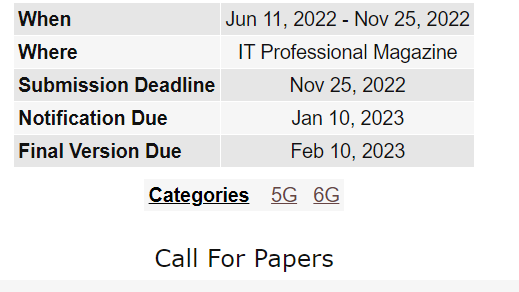 When Jun 11, 2022 - Nov 25, 2022
Where IT Professional Magazine
Submission Deadline Nov 25, 2022
Notification Due Jan 10, 2023
Final Version Due Feb 10, 2023
Categories 5G 6G
Call For Papers